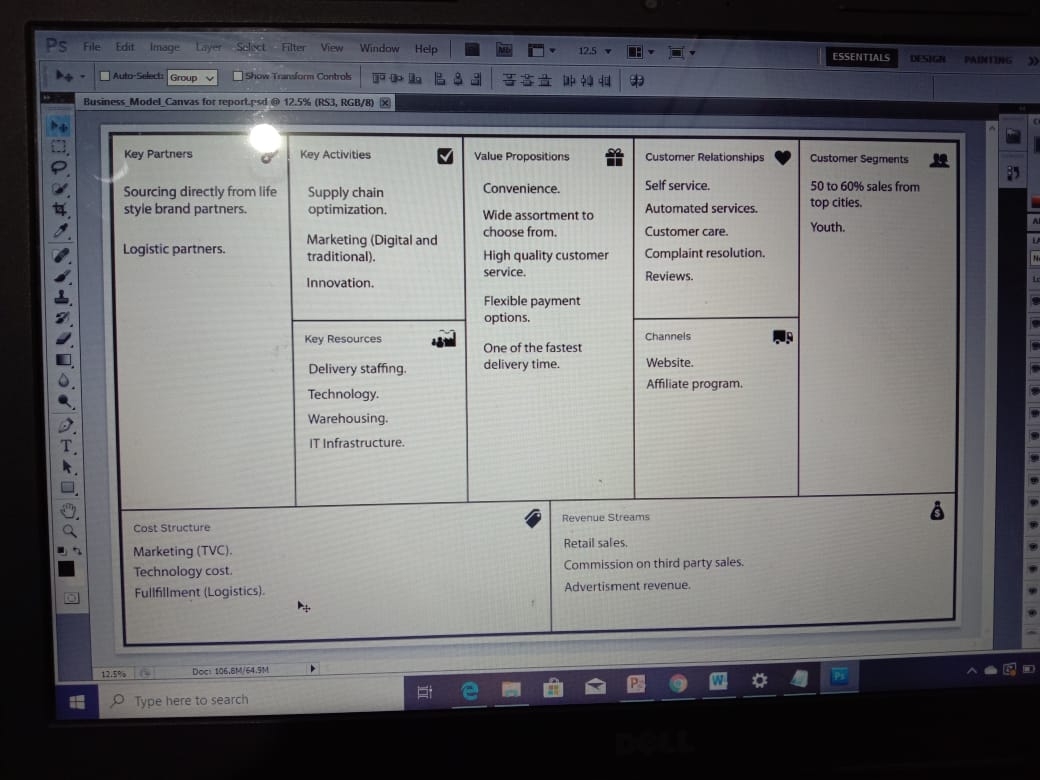 Ps File Edit Image Layer Select Filter View Window Help Mb 12.5 ESSENTIALS DESIGN PAINTING
Auto-Select: Group Show Transform Controls
Business_Model_Canvas for report.psd @ 12.5% (RS3, RGB/8)
Key Partners
Sourcing directly from life
style brand partners.
Logistic partners.
Key Activities
Supply chain
optimization.
Marketing (Digital and
traditional).
Innovation.
Key Resources
Delivery staffing.
Technology.
Warehousing.
IT Infrastructure.
Value Propositions
Convenience.
Wide assortment to
choose from.
High quality customer
service.
Flexible payment
options.
One of the fastest
delivery time.
Customer Relationships
Self service.
Automated services.
Customer care.
Complaint resolution.
Reviews.
Channels
Website.
Affiliate program.
Customer Segments
50 to 60% sales from
top cities.
Youth.
Cost Structure
Marketing (TVC).
Technology cost.
Fullfillment (Logistics).
Revenue Streams
Retail sales.
Commission on third party sales.
Advertisment revenue.
12.5% Doc: 106.8M/64.9M
Type here to search
DELL